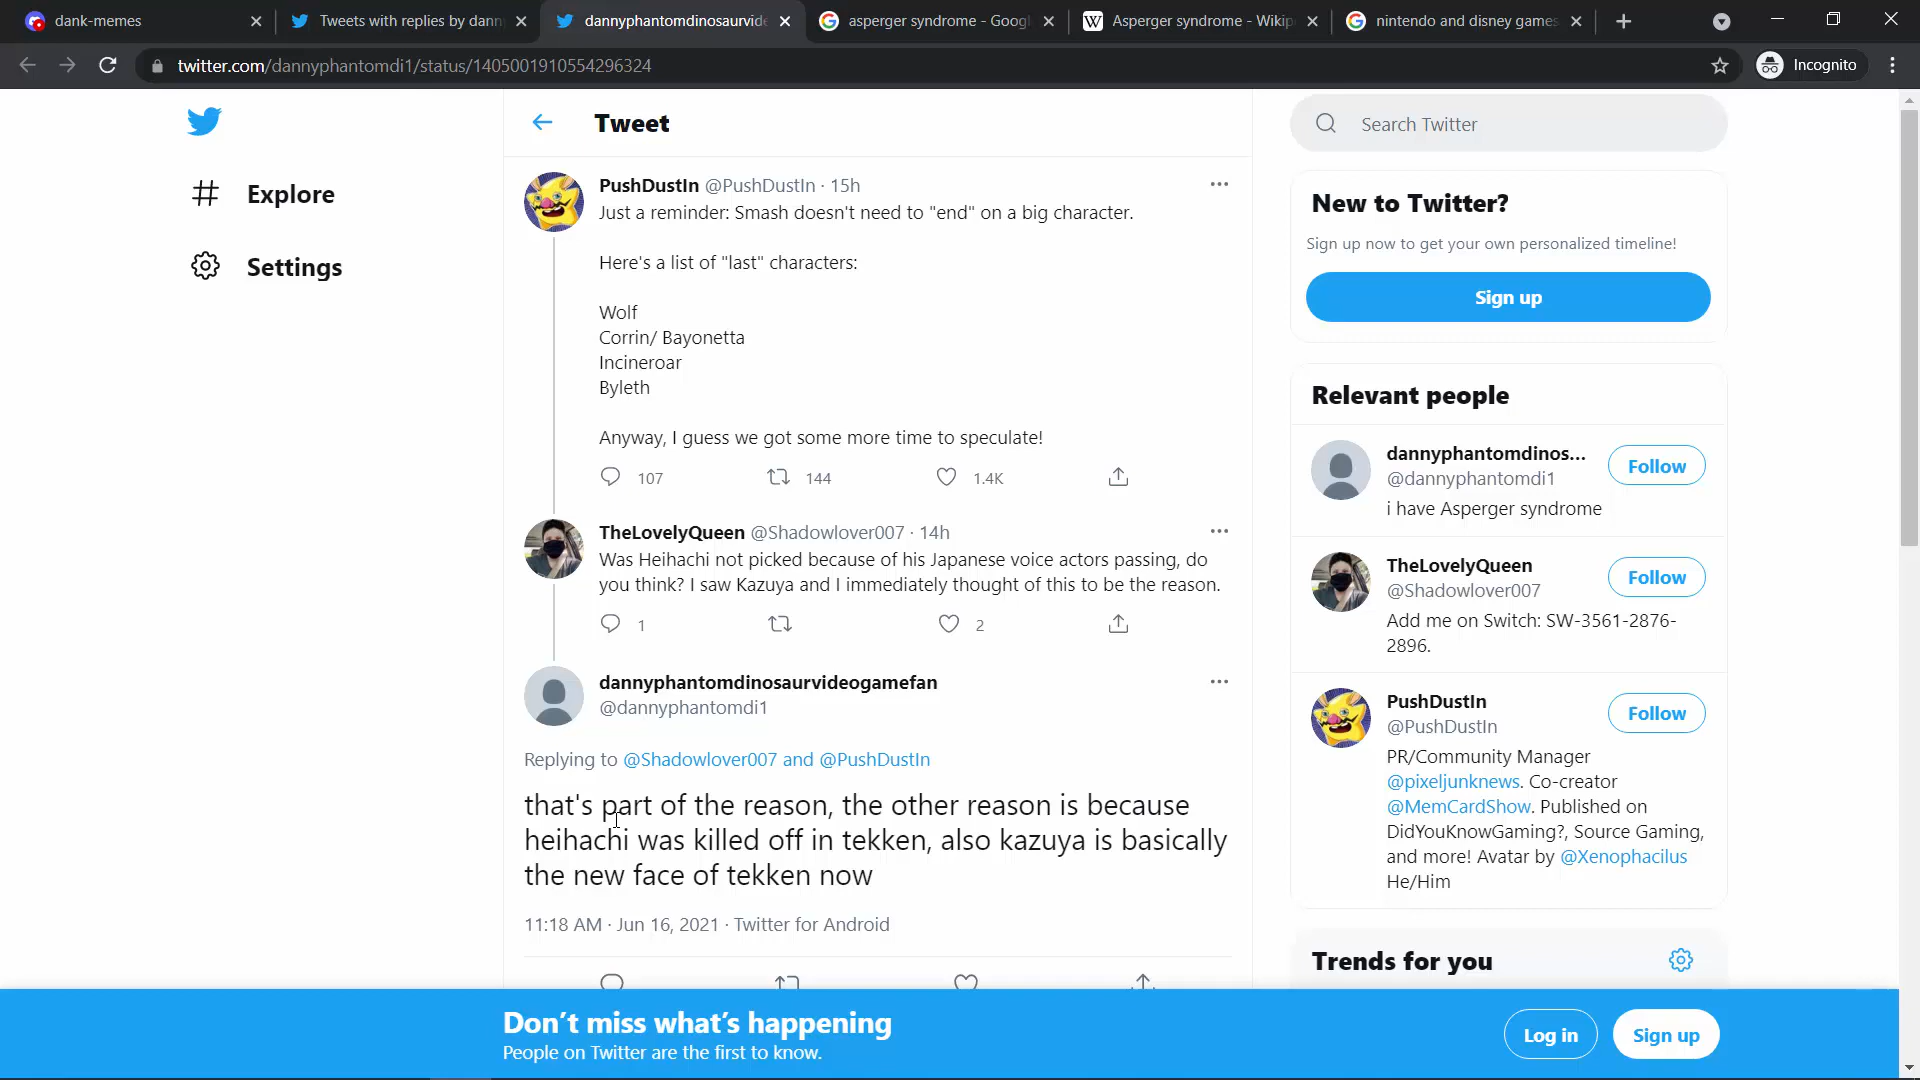 dank-memes
Tweets with replies by dann
dannyphantomdinosaurvide
asperger syndrome - Googl
Asperger syndrome - Wikip
nintendo and disney games
twitter.com/dannyphantomdi1/status/1405001910554296324
Incognito
Explore
Settings
Tweet
PushDustIn @PushDustIn · 15h
Just a reminder: Smash doesn't need to "end" on a big character.
Here's a list of "last" characters:
Wolf
Corrin/ Bayonetta
Incineroar
Byleth
Anyway, I guess we got some more time to speculate!
107 144 1.4K
TheLovelyQueen @Shadowlover007 · 14h
Was Heihachi not picked because of his Japanese voice actors passing, do
you think? I saw Kazuya and I immediately thought of this to be the reason.
1 2
dannyphantomdinosaurvideogamefan
@dannyphantomdi1
Replying to @Shadowlover007 and @PushDustIn
that's part of the reason, the other reason is because
heihachi was killed off in tekken, also kazuya is basically
the new face of tekken now
11:18 AM · Jun 16, 2021 · Twitter for Android
Search Twitter
New to Twitter?
Sign up now to get your own personalized timeline!
Sign up
Relevant people
dannyphantomdinos...
@dannyphantomdi1
Follow
i have Asperger syndrome
TheLovelyQueen
@Shadowlover007
Follow
Add me on Switch: SW-3561-2876-
2896.
PushDustIn
@PushDustIn
Follow
PR/Community Manager
@pixeljunknews. Co-creator
@MemCardShow. Published on
DidYouKnowGaming?, Source Gaming,
and more! Avatar by @Xenophacilus
He/Him
Trends for you
Don't miss what's happening
People on Twitter are the first to know.
Log in
Sign up